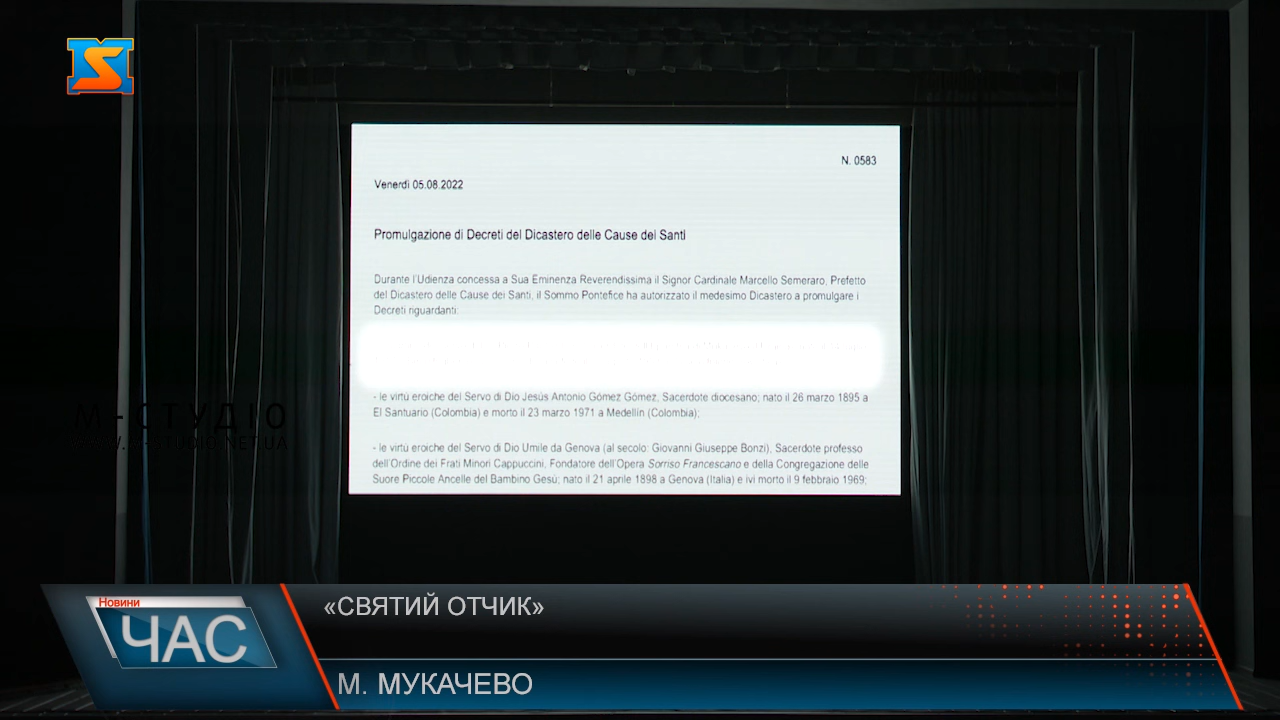 N. 0583
Venerdì 05.08.2022
Promulgazione di Decreti del Dicastero delle Cause dei Santi
Durante l'Udienza concessa a Sua Eminenza Reverendissima il Signor Cardinale Marcello Semeraro, Prefetto
del Dicastero delle Cause dei Santi, il Sommo Pontefice ha autorizzato il medesimo Dicastero a promulgare i
Decreti riguardanti:
- le virtù eroiche del Servo di Dio Jesús Antonio Gómez Gómez, Sacerdote diocesano; nato il 26 marzo 1895 a
El Santuario (Colombia) e morto il 23 marzo 1971 a Medellín (Colombia);
- le virtù eroiche del Servo di Dio Umile da Genova (al secolo: Giovanni Giuseppe Bonzi), Sacerdote professo
dell'Ordine dei Frati Minori Cappuccini, Fondatore dell'Opera Sorriso Francescano e della Congregazione delle
Suore Piccole Ancelle del Bambino Gesù; nato il 21 aprile 1898 a Genova (Italia) e ivi morto il 9 febbraio 1969;
М-СТУДІО
WWW.M-STUDIO.NET.UA
Новини
ЧАС
«СВЯТИЙ ОТЧИК»
М. МУКАЧЕВО